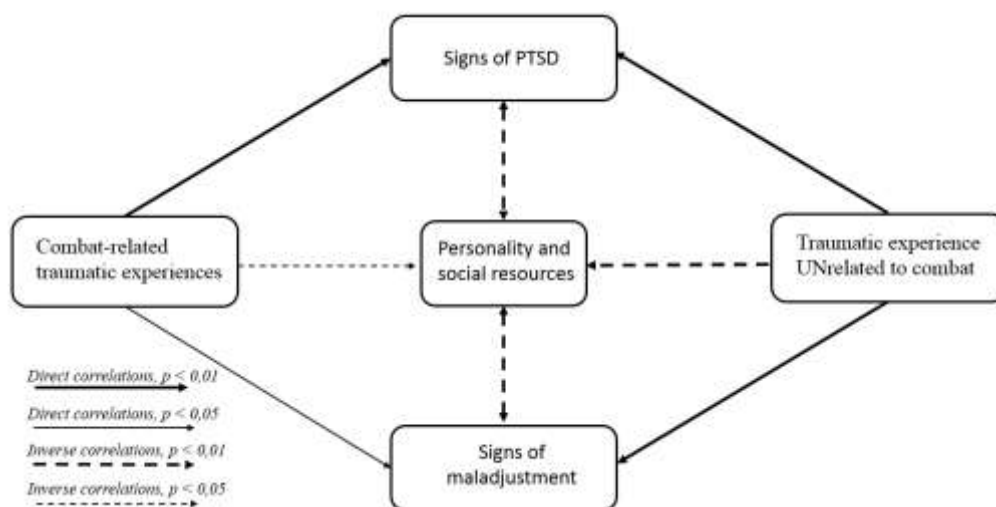 Signs of PTSD
Combat-related
traumatic experiences
Personality and
social resources
Traumatic experience
UNrelated to combat
Direct correlations, p < 0,01
Direct correlations, p < 0,05
Inverse correlations, p < 0,01
Inverse correlations, p < 0,05
Signs of
maladjustment